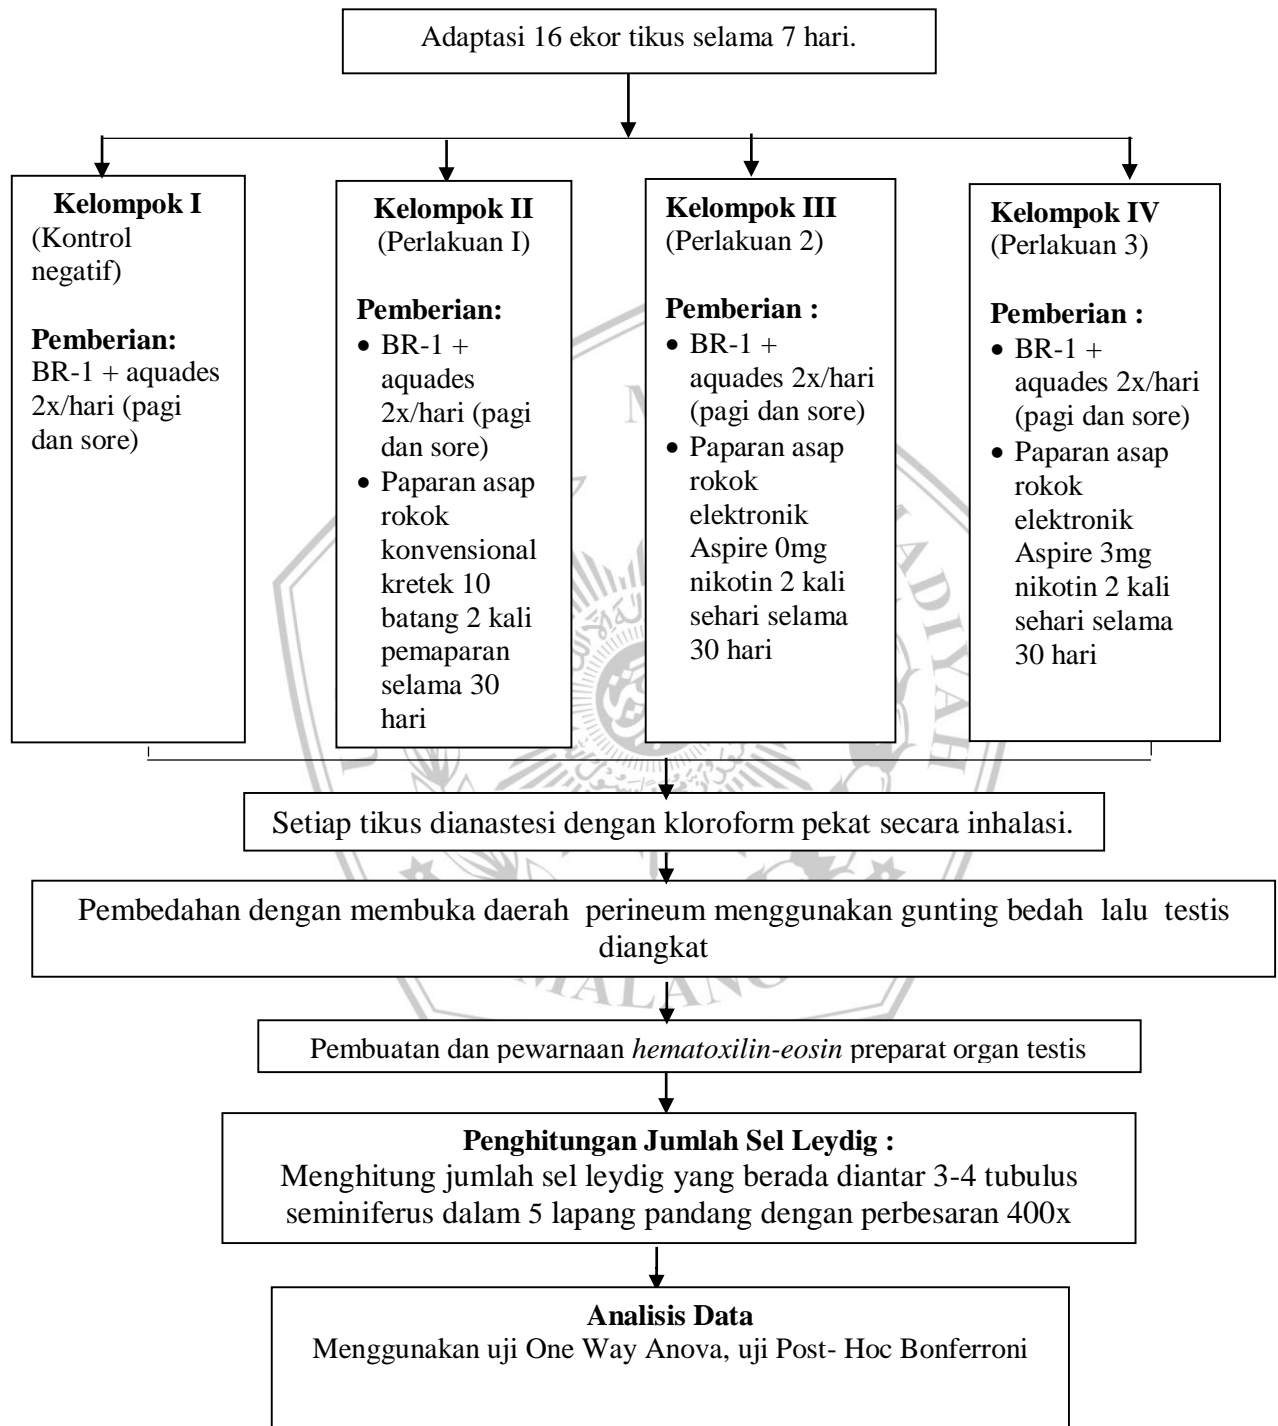 Adaptasi 16 ekor tikus selama 7 hari.
Kelompok I
(Kontrol
negatif)
Pemberian:
BR-1 + aquades
2x/hari (pagi
dan sore)
Kelompok II
(Perlakuan I)
Pemberian:
• BR-1 +
aquades
2x/hari (pagi
dan sore)
• Paparan asap
rokok
konvensional
kretek 10
batang 2 kali
pemaparan
selama 30
hari
Kelompok III
(Perlakuan 2)
Pemberian :
• BR-1 +
aquades 2x/hari
(pagi dan sore)
• Paparan asap
rokok
elektronik
Aspire 0mg
nikotin 2 kali
sehari selama
30 hari
Kelompok IV
(Perlakuan 3)
Pemberian :
• BR-1 +
aquades 2x/hari
(pagi dan sore)
• Paparan asap
rokok
elektronik
Aspire 3mg
nikotin 2 kali
sehari selama
30 hari
Setiap tikus dianastesi dengan kloroform pekat secara inhalasi.
Pembedahan dengan membuka daerah perineum menggunakan gunting bedah lalu testis
diangkat
MALANG
Pembuatan dan pewarnaan hematoxilin-eosin preparat organ testis
Penghitungan Jumlah Sel Leydig :
Menghitung jumlah sel leydig yang berada diantar 3-4 tubulus
seminiferus dalam 5 lapang pandang dengan perbesaran 400x
Analisis Data
Menggunakan uji One Way Anova, uji Post- Hoc Bonferroni